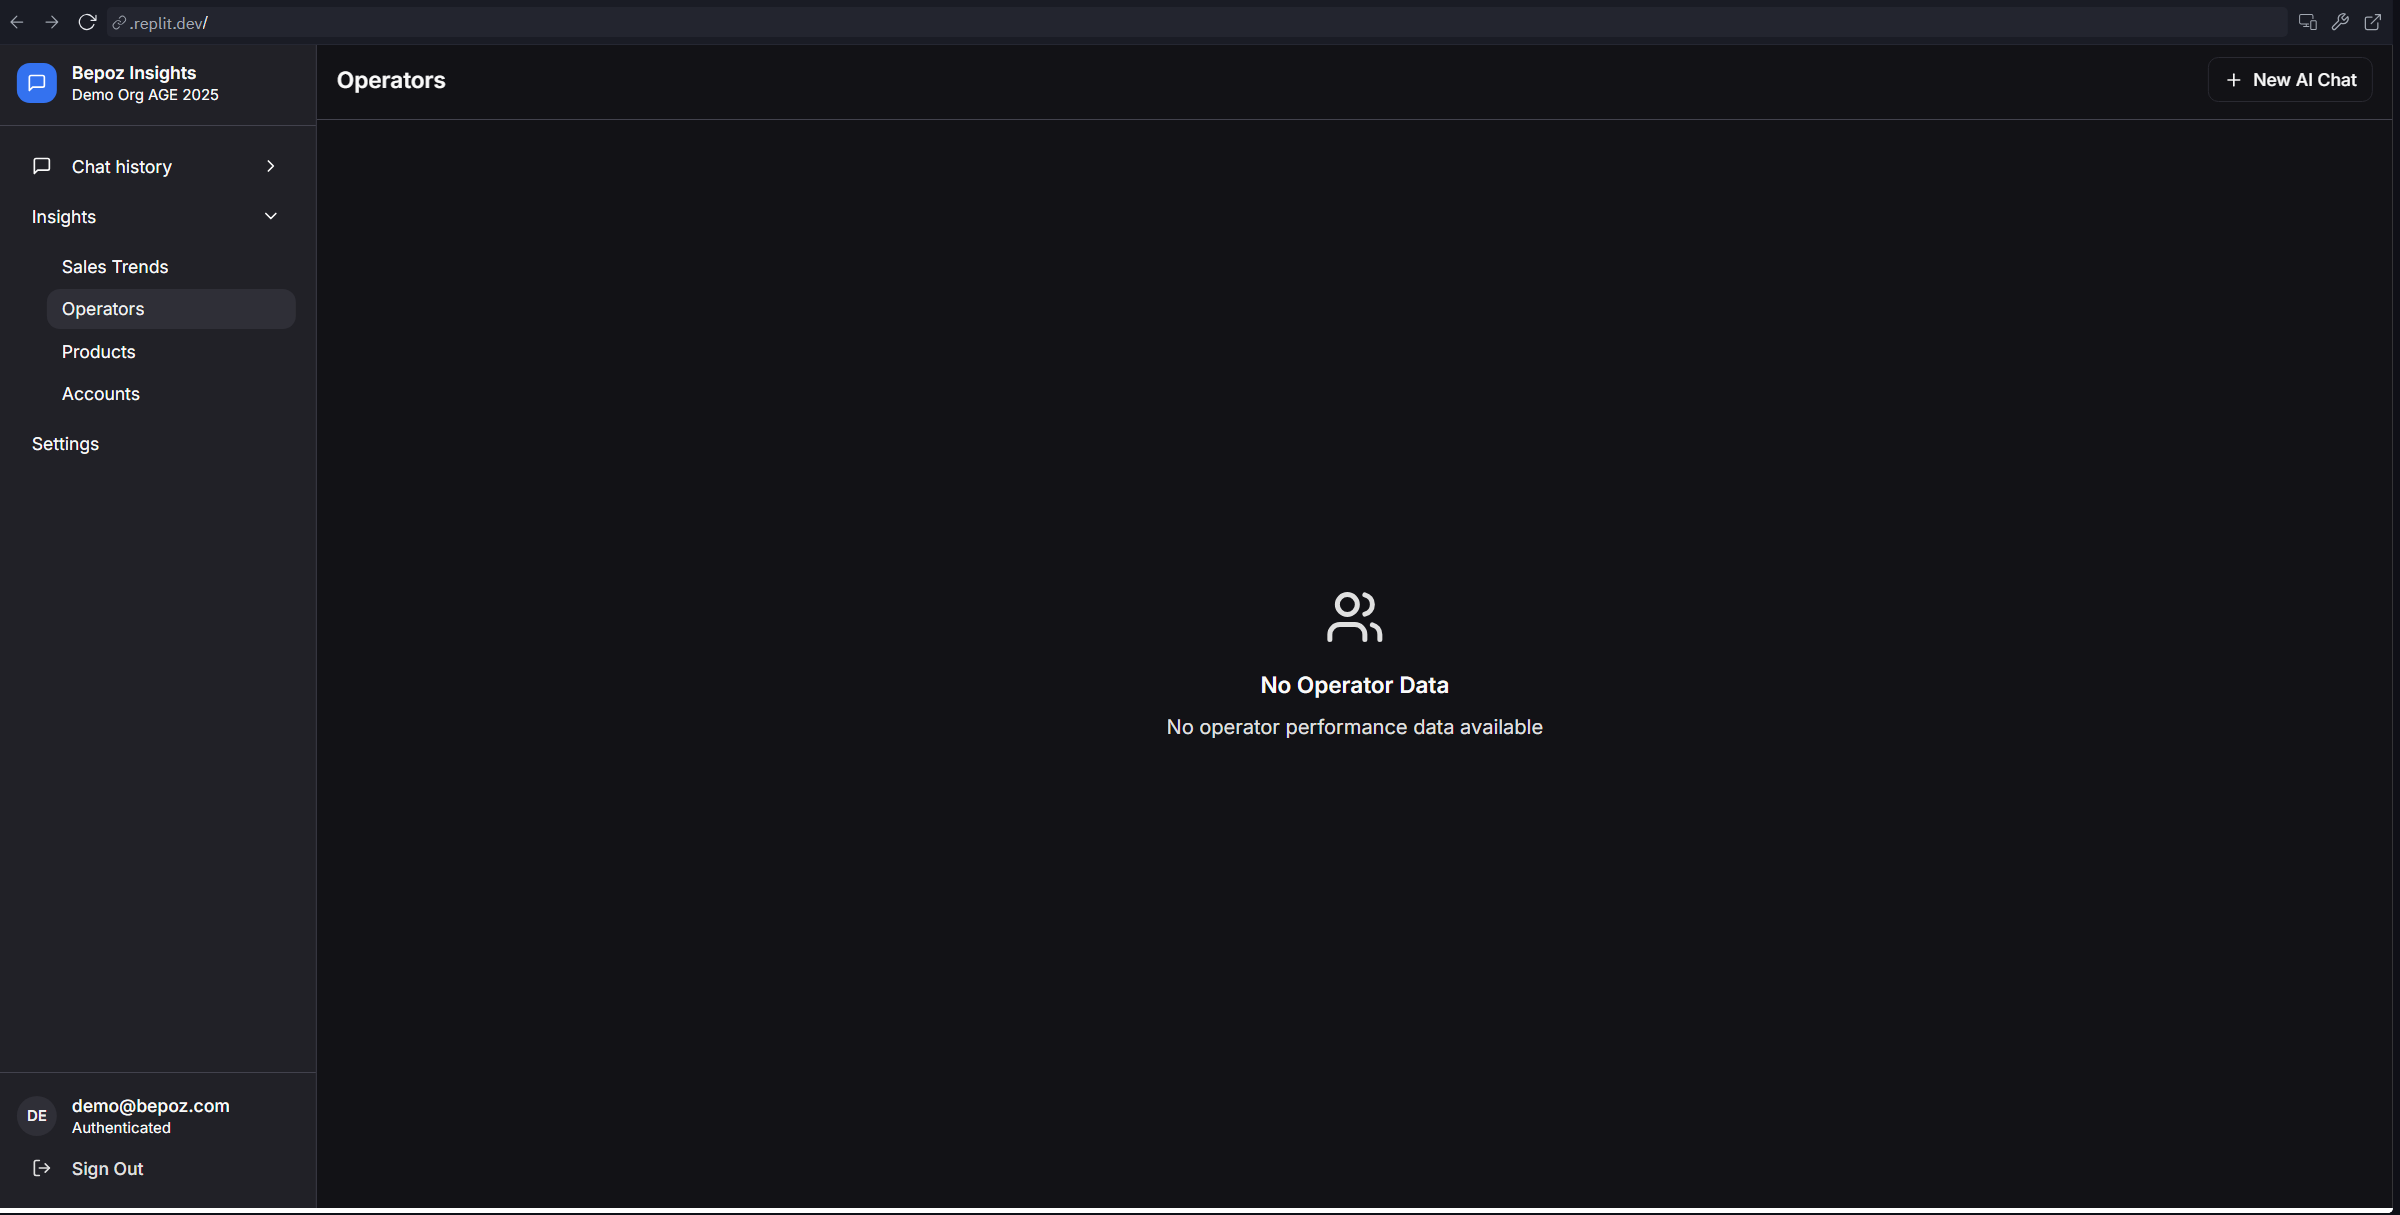 .replit.dev/
Bepoz Insights
Demo Org AGE 2025
Operators
New AI Chat
Chat history
Insights
Sales Trends
Operators
Products
Accounts
Settings
No Operator Data
No operator performance data available
DE
demo@bepoz.com
Authenticated
Sign Out